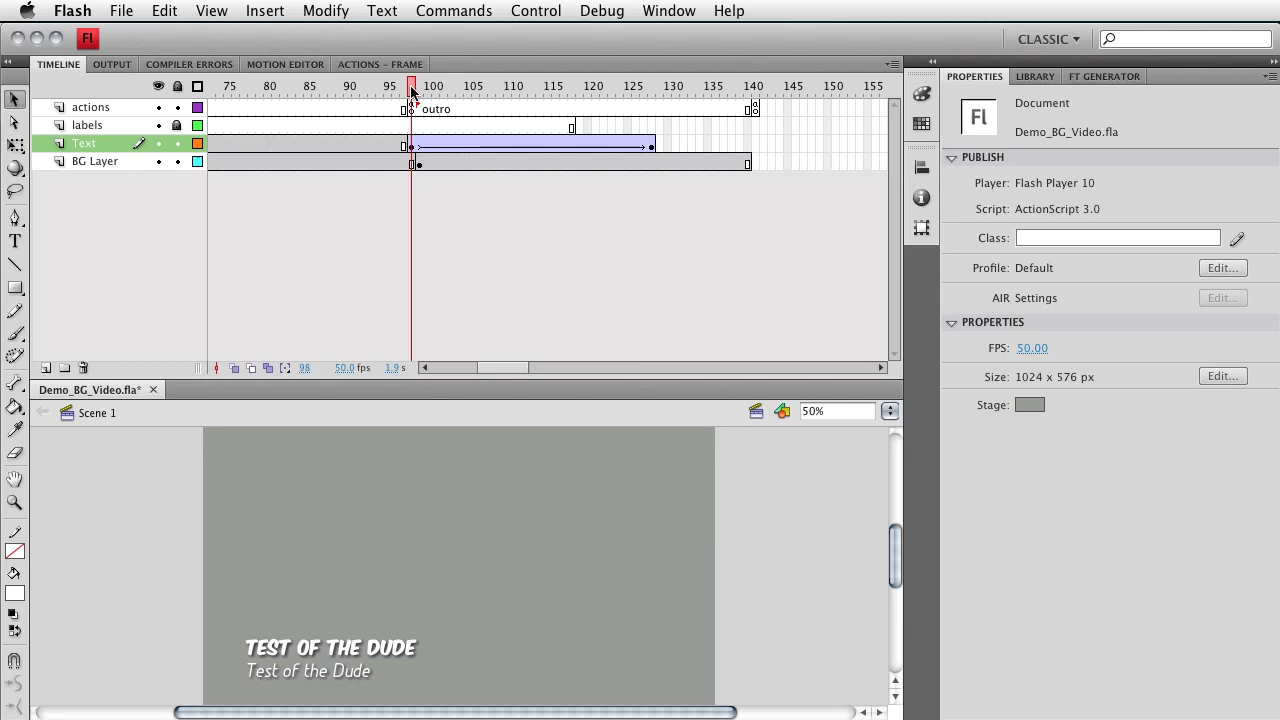 Flash File Edit View Insert Modify Text Commands Control Debug Window Help
Fl CLASSIC
TIMELINE OUTPUT COMPILER ERRORS MOTION EDITOR ACTIONS – FRAME
75 80 85 90 95 100 105 110 115 120 125 130 135 140 145 150 155
actions outro
labels
Text
BG Layer
98 50.0 fps 1.9 s
Demo_BG_Video.fla*
Scene 1 50%
TEST OF THE DUDE
Test of the Dude
T
PROPERTIES LIBRARY FT GENERATOR
Fl
Document
Demo_BG_Video.fla
PUBLISH
Player: Flash Player 10
Script: ActionScript 3.0
Class:
Profile: Default Edit...
AIR Settings Edit...
PROPERTIES
FPS: 50.00
Size: 1024 x 576 px Edit...
Stage: